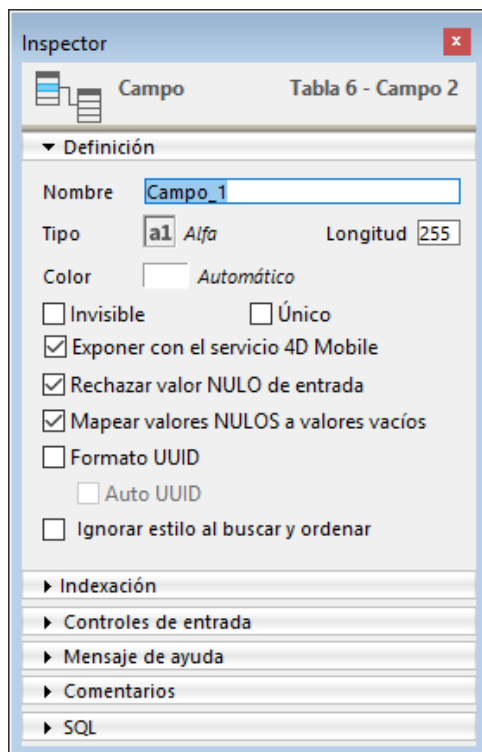 Inspector x
Campo Tabla 6 - Campo 2
Definición
Nombre Campo_1
Tipo a1 Alfa Longitud 255
Color Automático
Invisible Único
Exponer con el servicio 4D Mobile
Rechazar valor NULO de entrada
Mapear valores NULOS a valores vacíos
Formato UUID
Auto UUID
Ignorar estilo al buscar y ordenar
Indexación
Controles de entrada
Mensaje de ayuda
Comentarios
SQL